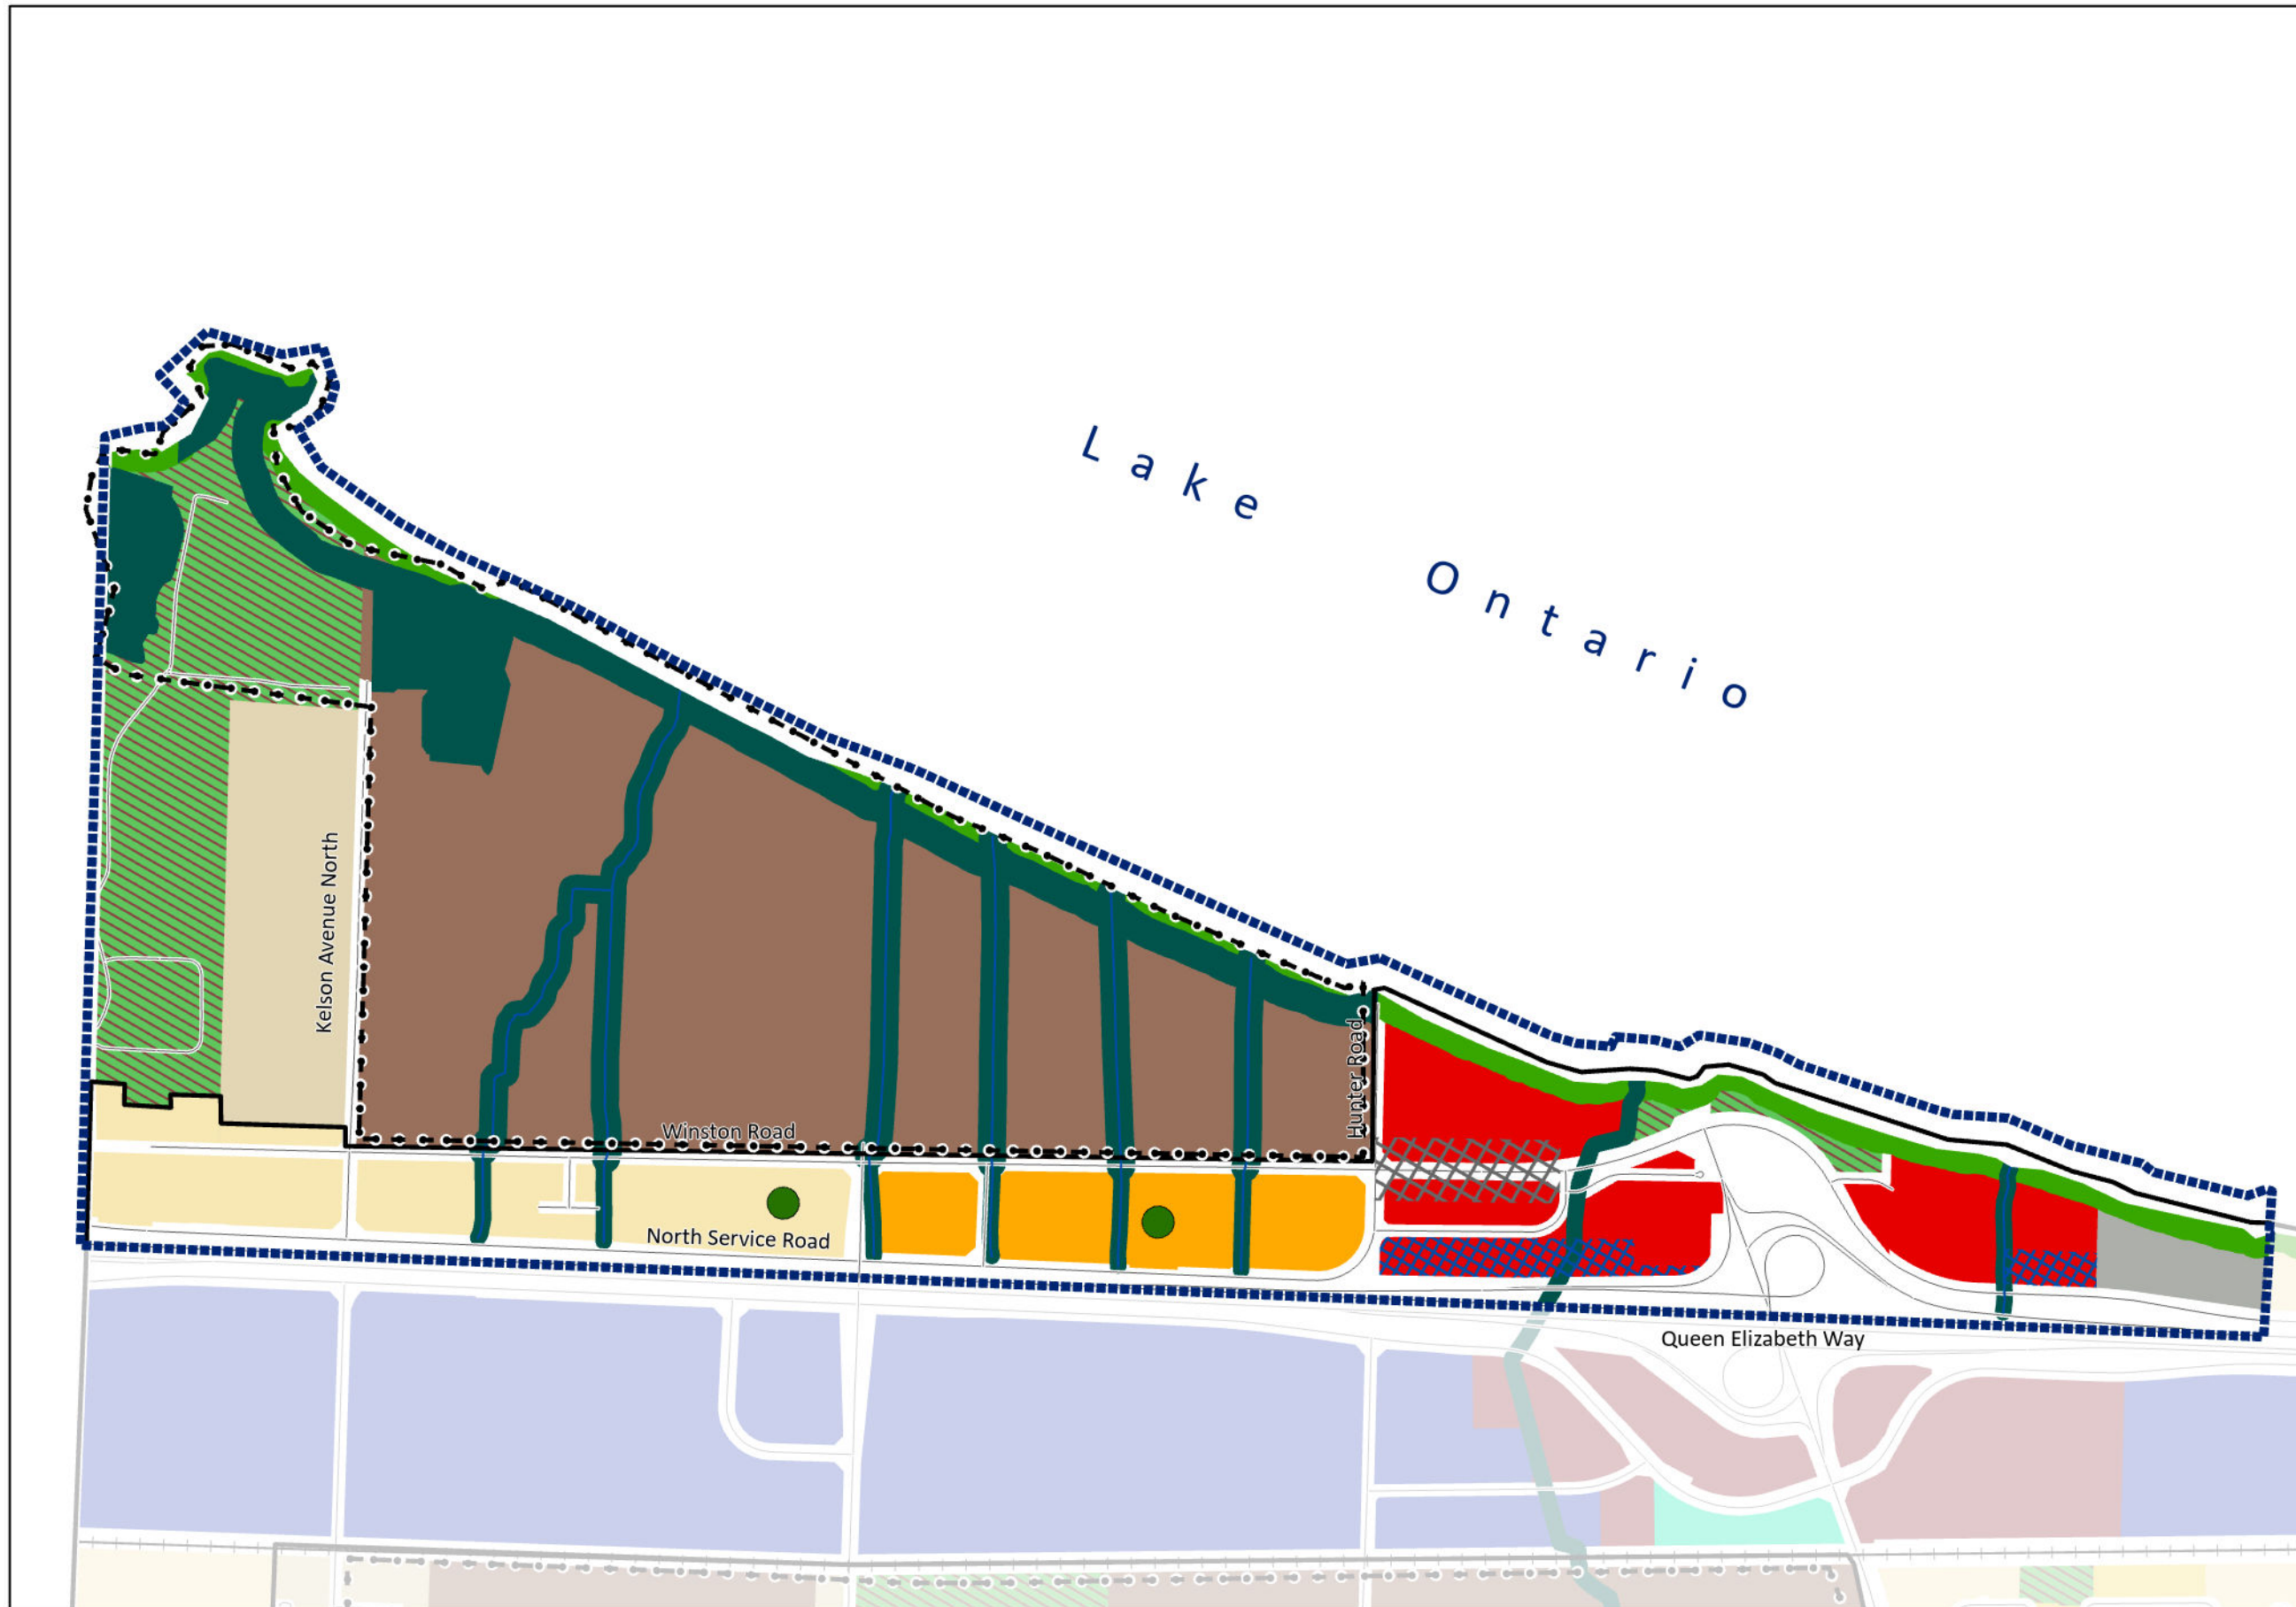 Lake
Ontario
Kelson Avenue North
Hunter Road
Winston Road
North Service Road
Queen Elizabeth Way